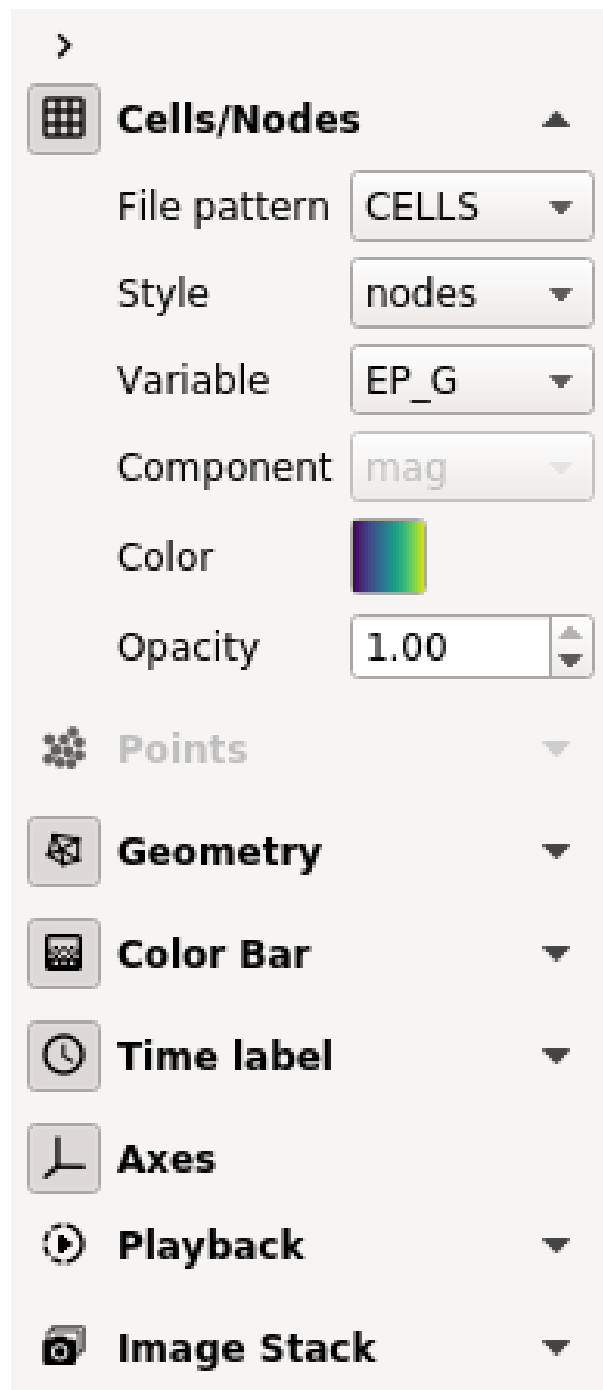 Cells/Nodes
File pattern CELLS
Style nodes
Variable EP_G
Component mag
Color
Opacity 1.00
Points
Geometry
Color Bar
Time label
Axes
Playback
Image Stack